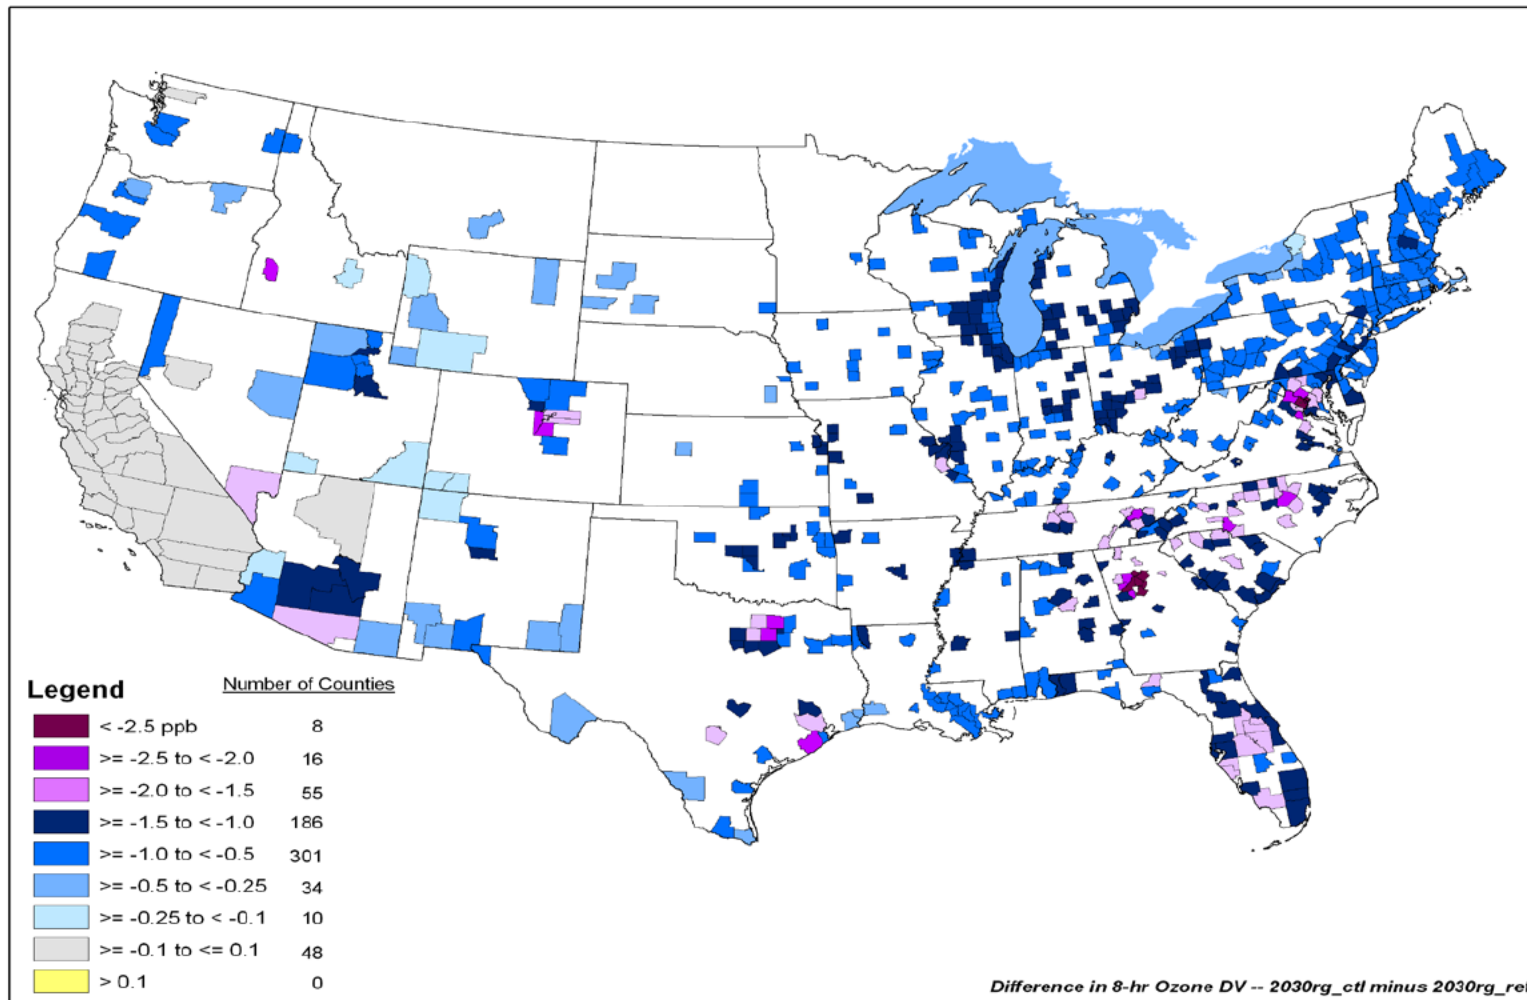 Legend
Number of Counties
< -2.5 ppb 8
>= -2.5 to < -2.0 16
>= -2.0 to < -1.5 55
>= -1.5 to < -1.0 186
>= -1.0 to < -0.5 301
>= -0.5 to < -0.25 34
>= -0.25 to < -0.1 10
>= -0.1 to <= 0.1 48
> 0.1 0
Difference in 8-hr Ozone DV -- 2030rg_ctl minus 2030rg_ref